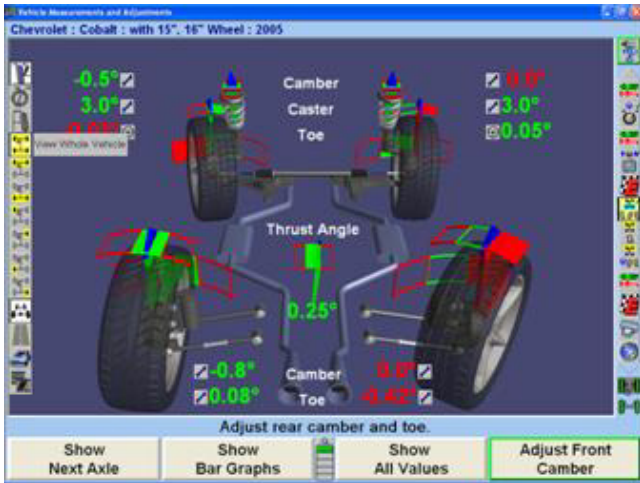 Vehicle Measurements and Adjustments
Chevrolet : Cobalt : with 15", 16" Wheel : 2005
-0.5° Camber 0.0°
3.0° Caster 3.0°
Toe 0.05°
View Whole Vehicle
Thrust Angle
0.25°
-0.8° Camber 0.0°
0.08° Toe -0.42°
Adjust rear camber and toe.
Show
Next Axle
Show
Bar Graphs
Show
All Values
Adjust Front
Camber